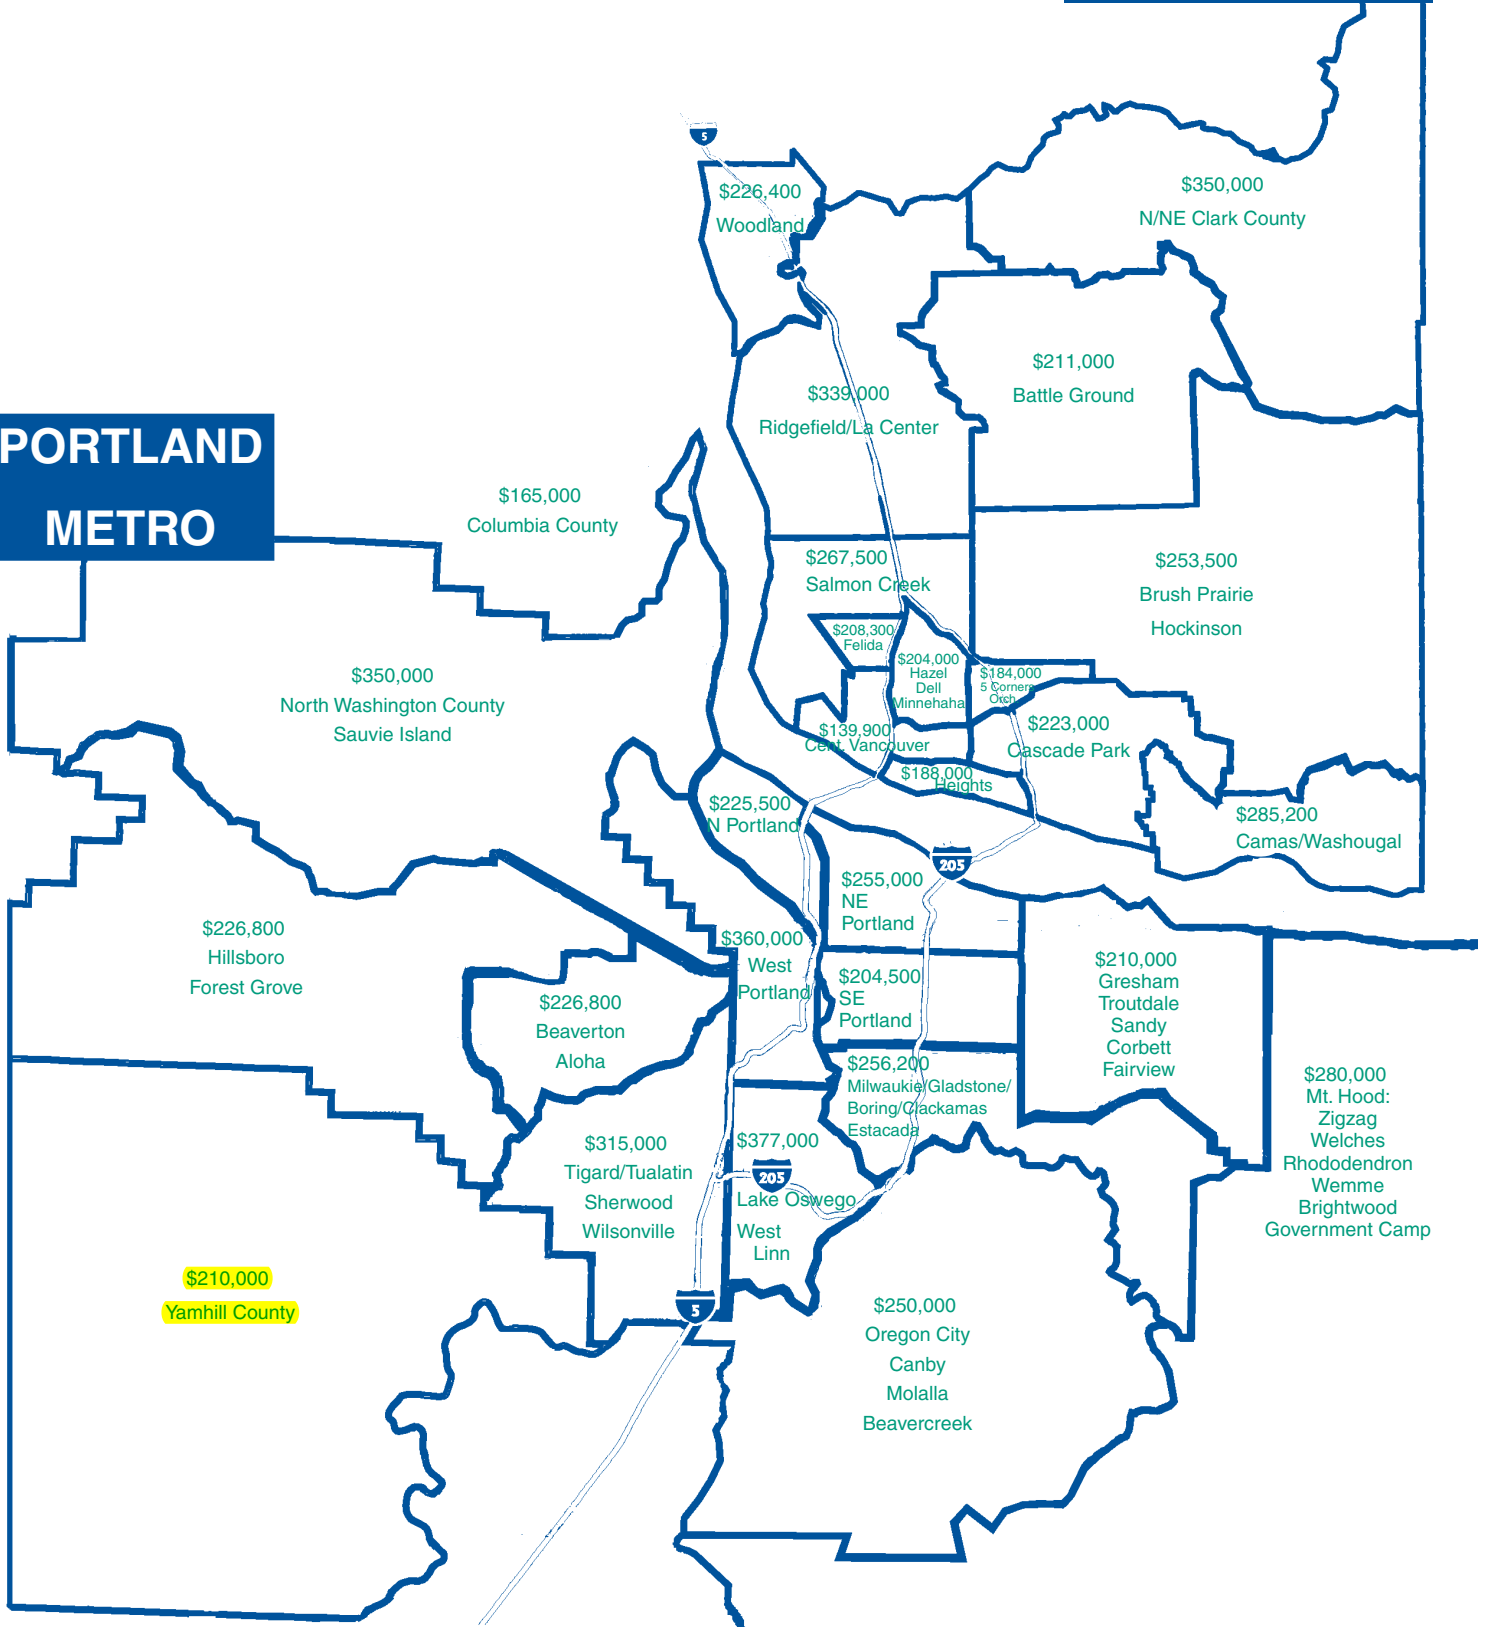 5
$226,400
Woodland
$350,000
N/NE Clark County
$211,000
Battle Ground
$339,000
Ridgefield/La Center
PORTLAND
METRO
$165,000
Columbia County
$267,500
Salmon Creek
$253,500
Brush Prairie
Hockinson
$208,300
Felida
$204,000
Hazel
Dell
Minnehaha
$184,000
5 Corners
Orch
$350,000
North Washington County
Sauvie Island
$139,900
Cent. Vancouver
$223,000
Cascade Park
$188,000
Heights
$225,500
N Portland
$285,200
Camas/Washougal
205
$255,000
NE
Portland
$226,800
Hillsboro
Forest Grove
$360,000
West
Portland
$204,500
SE
Portland
$210,000
Gresham
Troutdale
Sandy
Corbett
Fairview
$226,800
Beaverton
Aloha
$256,200
Milwaukie/Gladstone/
Boring/Clackamas
Estacada
$280,000
Mt. Hood:
Zigzag
Welches
Rhododendron
Wemme
Brightwood
Government Camp
$315,000
Tigard/Tualatin
Sherwood
Wilsonville
$377,000
205
Lake Oswego
West
Linn
$210,000
Yamhill County
5
$250,000
Oregon City
Canby
Molalla
Beavercreek